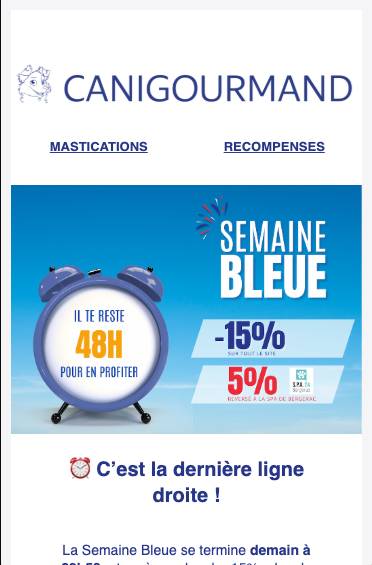 CANIGOURMAND
MASTICATIONS
RECOMPENSES
SEMAINE
BLEUE
IL TE RESTE
48H
POUR EN PROFITER
-15%
SUR TOUT LE SITE
5%
S.P.A.
REVERSÉ À LA SPA DE BERGERAC
C'est la dernière ligne
droite !
La Semaine Bleue se termine demain à